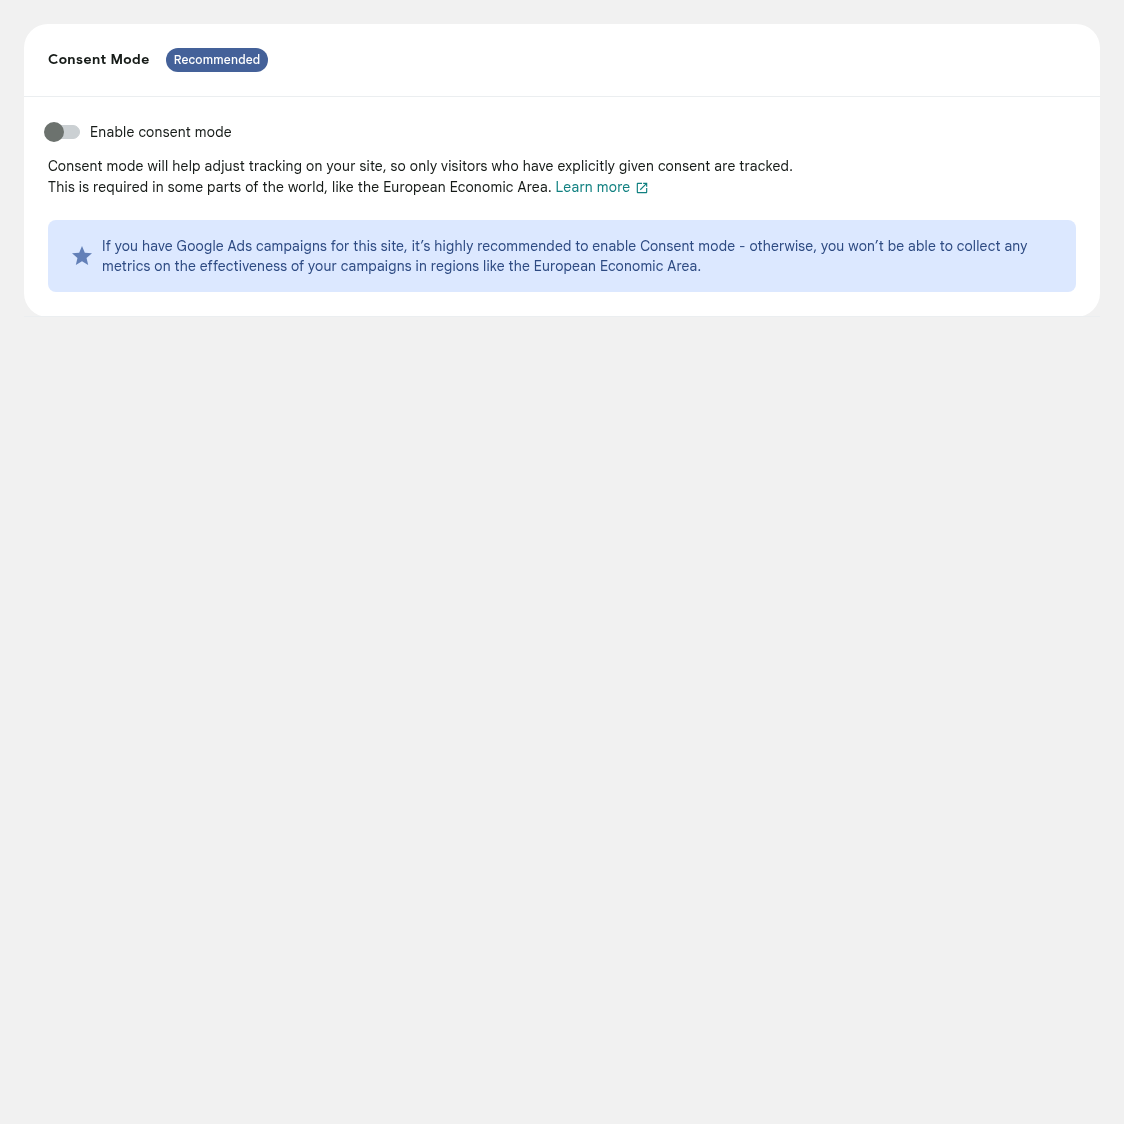 Consent Mode Recommended
Enable consent mode
Consent mode will help adjust tracking on your site, so only visitors who have explicitly given consent are tracked.
This is required in some parts of the world, like the European Economic Area. Learn more
If you have Google Ads campaigns for this site, it’s highly recommended to enable Consent mode - otherwise, you won’t be able to collect any
metrics on the effectiveness of your campaigns in regions like the European Economic Area.